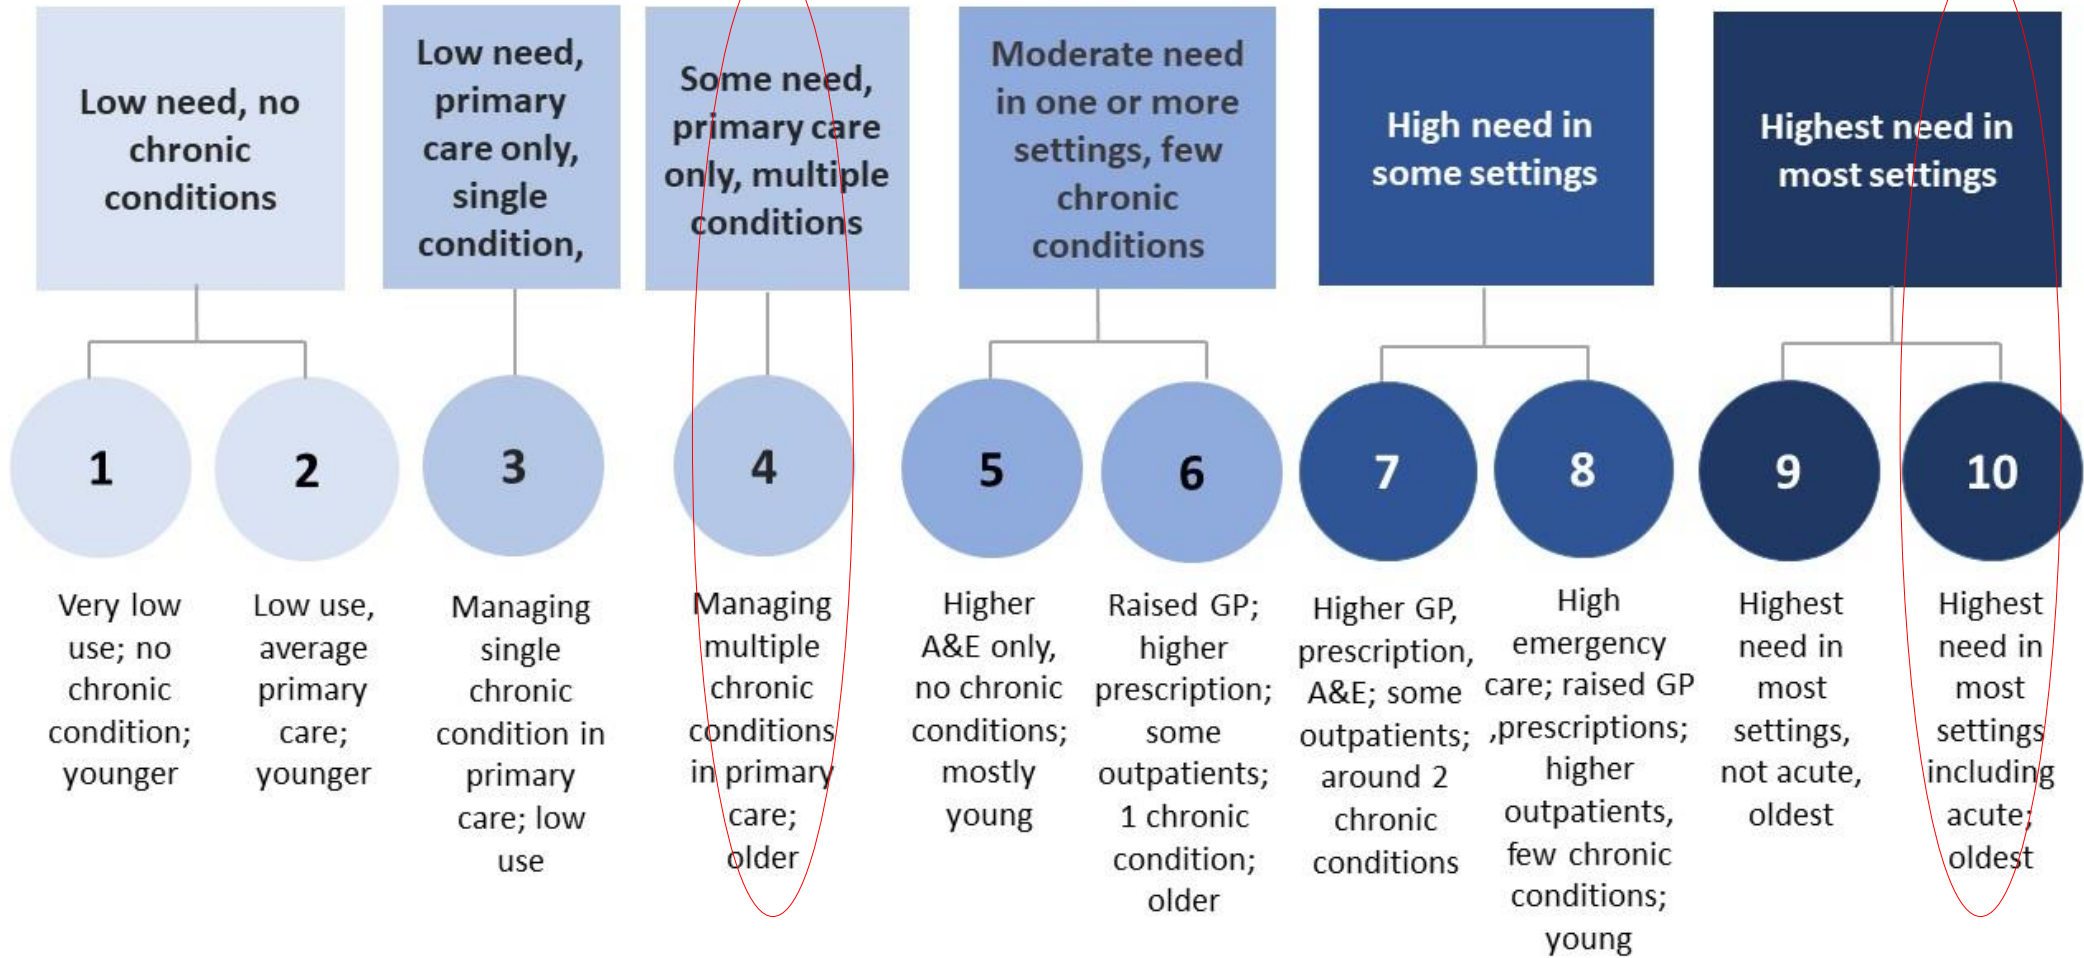 Low need, no
chronic
conditions
Low need,
primary
care only,
single
condition,
Some need,
primary care
only, multiple
conditions
Moderate need
in one or more
settings, few
chronic
conditions
High need in
some settings
Highest need in
most settings
1
2
3
4
5
6
7
8
9
10
Very low
use; no
chronic
condition;
younger
Low use,
average
primary
care;
younger
Managing
single
chronic
condition in
primary
care; low
use
Managing
multiple
chronic
conditions
in primary
care;
older
Higher
A&E only,
no chronic
conditions;
mostly
young
Raised GP;
higher
prescription;
some
outpatients;
1 chronic
condition;
older
Higher GP,
prescription,
A&E; some
outpatients;
around 2
chronic
conditions
High
emergency
care; raised GP
,prescriptions;
higher
outpatients,
few chronic
conditions;
young
Highest
need in
most
settings,
not acute,
oldest
Highest
need in
most
settings
including
acute;
oldest